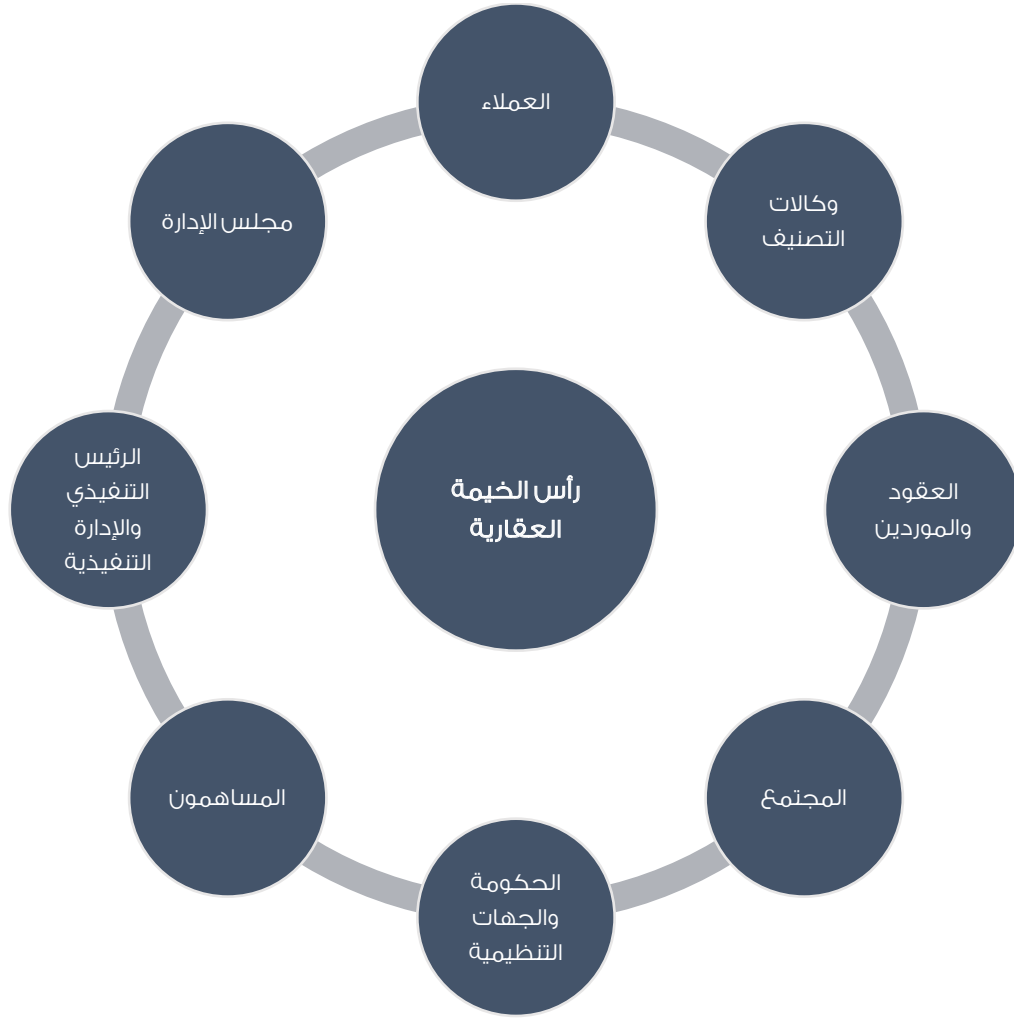 العملاء
وكالات
التصنيف
العقود
والموردين
المجتمع
الحكومة
والجهات
التنظيمية
المساهمون
الرئيس
التنفيذي
والإدارة
التنفيذية
مجلس الإدارة
رأس الخيمة
العقارية